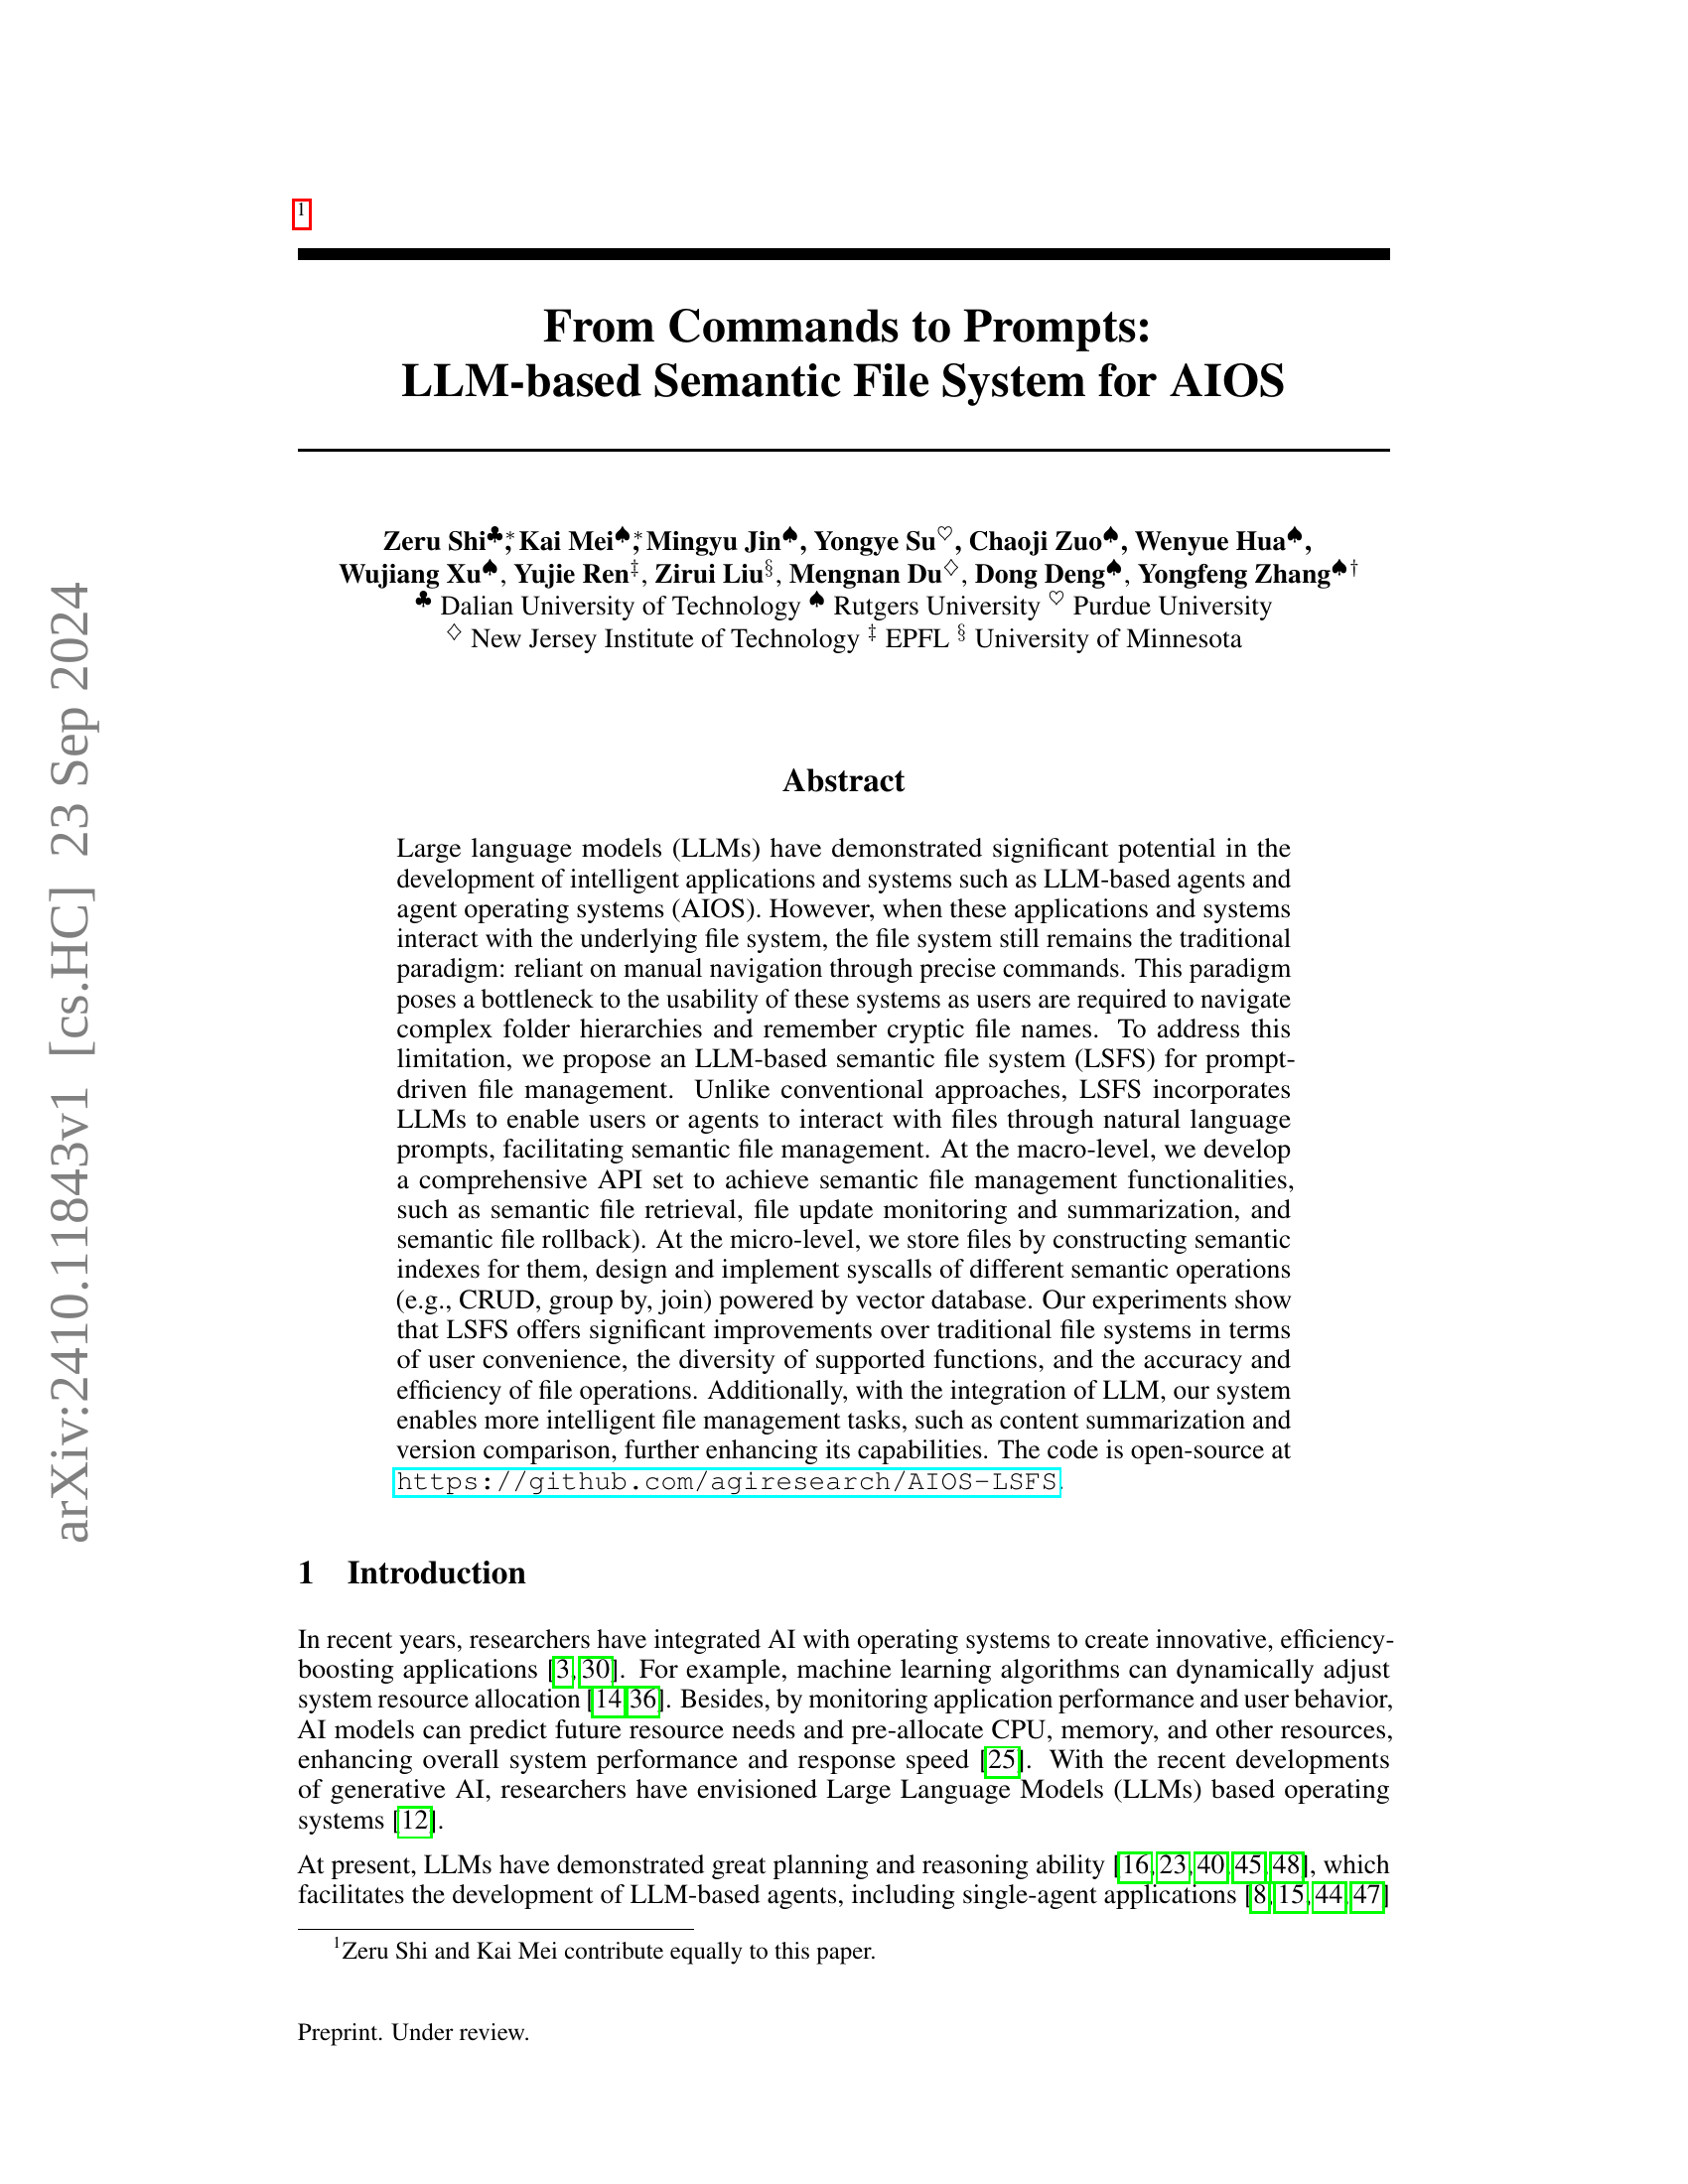 1
From Commands to Prompts:
LLM-based Semantic File System for AIOS
Zeru Shi♣*, Kai Mei♠*, Mingyu Jin♠, Yongye Su♡, Chaoji Zuo♠, Wenyue Hua♠,
Wujiang Xu♠, Yujie Ren‡, Zirui Liu§, Mengnan Du♢, Dong Deng♠, Yongfeng Zhang♠†
♣ Dalian University of Technology ♠ Rutgers University ♡ Purdue University
♢ New Jersey Institute of Technology ‡ EPFL § University of Minnesota
Abstract
Large language models (LLMs) have demonstrated significant potential in the
development of intelligent applications and systems such as LLM-based agents and
agent operating systems (AIOS). However, when these applications and systems
interact with the underlying file system, the file system still remains the traditional
paradigm: reliant on manual navigation through precise commands. This paradigm
poses a bottleneck to the usability of these systems as users are required to navigate
complex folder hierarchies and remember cryptic file names. To address this
limitation, we propose an LLM-based semantic file system (LSFS) for prompt-
driven file management. Unlike conventional approaches, LSFS incorporates
LLMs to enable users or agents to interact with files through natural language
prompts, facilitating semantic file management. At the macro-level, we develop
a comprehensive API set to achieve semantic file management functionalities,
such as semantic file retrieval, file update monitoring and summarization, and
semantic file rollback). At the micro-level, we store files by constructing semantic
indexes for them, design and implement syscalls of different semantic operations
(e.g., CRUD, group by, join) powered by vector database. Our experiments show
that LSFS offers significant improvements over traditional file systems in terms
of user convenience, the diversity of supported functions, and the accuracy and
efficiency of file operations. Additionally, with the integration of LLM, our system
enables more intelligent file management tasks, such as content summarization and
version comparison, further enhancing its capabilities. The code is open-source at
https://github.com/agiresearch/AIOS-LSFS.
1 Introduction
In recent years, researchers have integrated AI with operating systems to create innovative, efficiency-
boosting applications [3, 30]. For example, machine learning algorithms can dynamically adjust
system resource allocation [14, 36]. Besides, by monitoring application performance and user behavior,
AI models can predict future resource needs and pre-allocate CPU, memory, and other resources,
enhancing overall system performance and response speed [25]. With the recent developments
of generative AI, researchers have envisioned Large Language Models (LLMs) based operating
systems [12].
At present, LLMs have demonstrated great planning and reasoning ability [16, 23, 40, 45, 48], which
facilitates the development of LLM-based agents, including single-agent applications [8, 15, 44, 47]
1Zeru Shi and Kai Mei contribute equally to this paper.
Preprint. Under review.
arXiv:2410.11843v1 [cs.HC] 23 Sep 2024